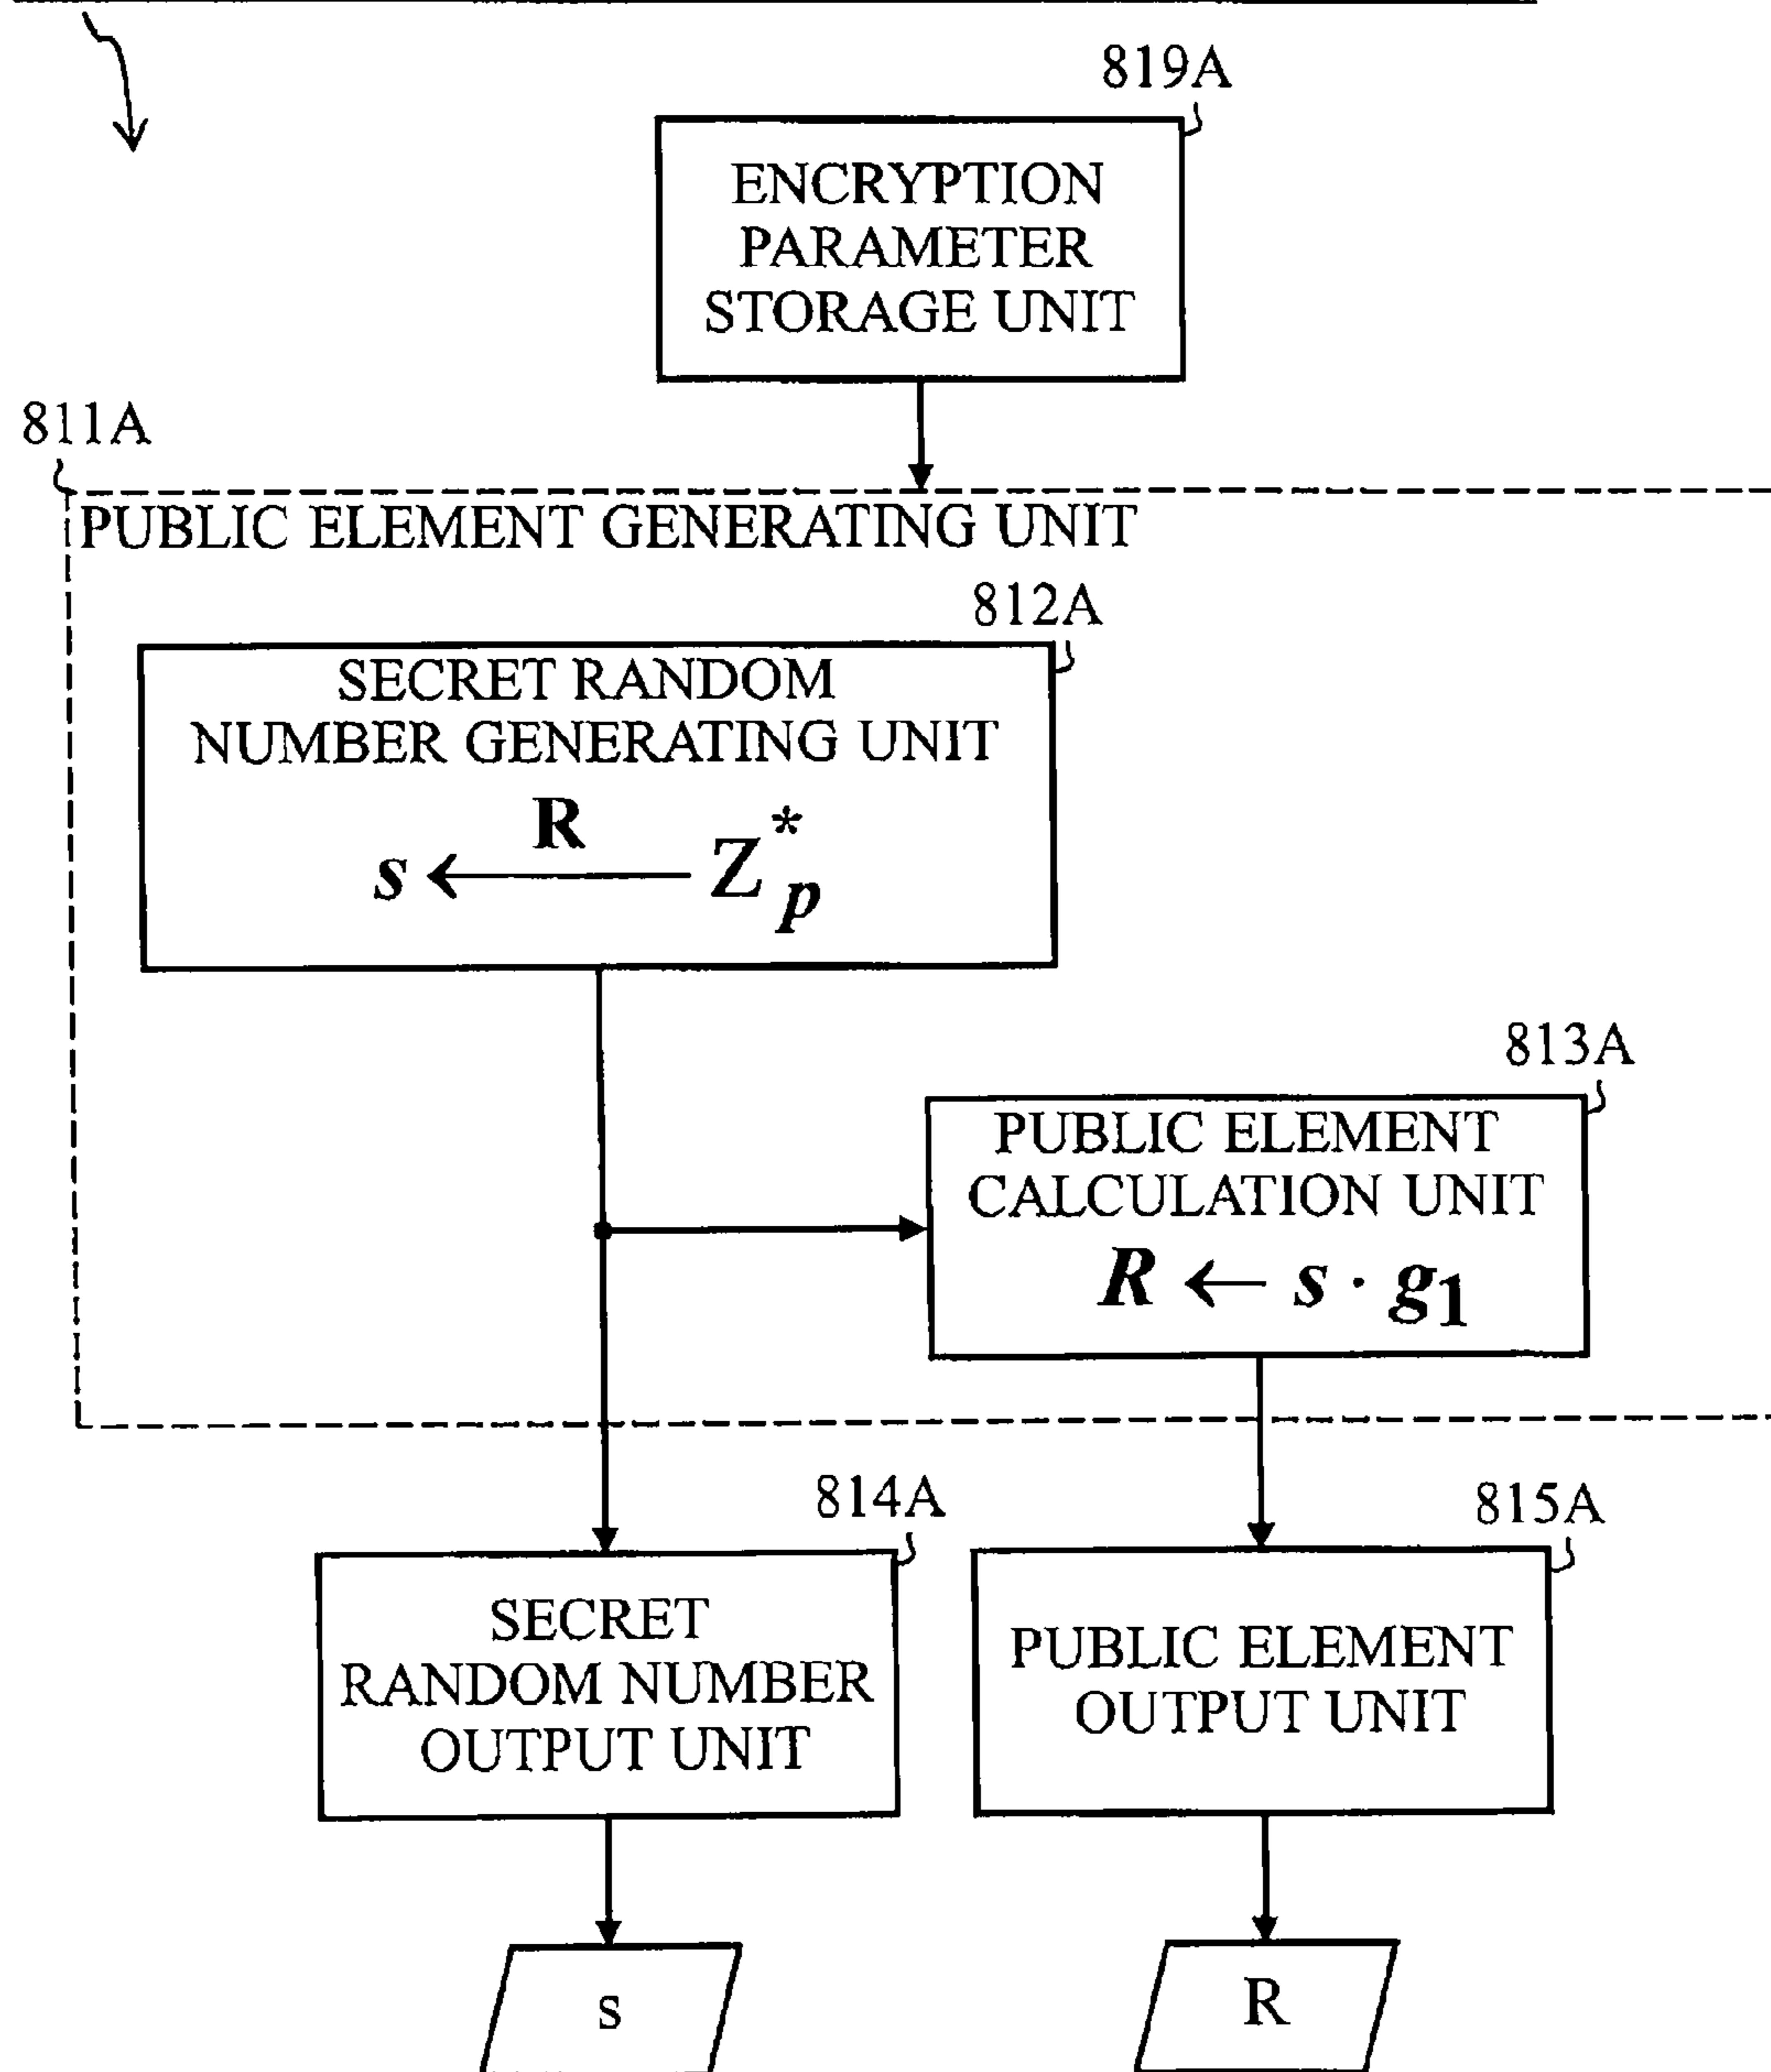 819A
ENCRYPTION
PARAMETER
STORAGE UNIT
811A
PUBLIC ELEMENT GENERATING UNIT
812A
SECRET RANDOM
NUMBER GENERATING UNIT
R
s ← Z*p
813A
PUBLIC ELEMENT
CALCULATION UNIT
R ← s · g1
814A
SECRET
RANDOM NUMBER
OUTPUT UNIT
815A
PUBLIC ELEMENT
OUTPUT UNIT
s
R